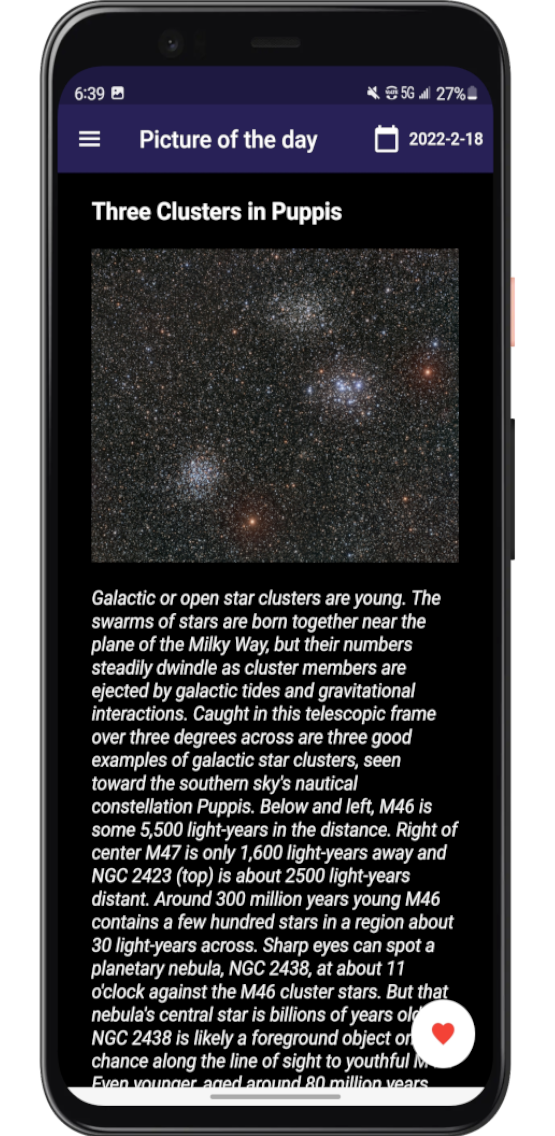 6:39 5G 27%
Picture of the day 2022-2-18
Three Clusters in Puppis
Galactic or open star clusters are young. The
swarms of stars are born together near the
plane of the Milky Way, but their numbers
steadily dwindle as cluster members are
ejected by galactic tides and gravitational
interactions. Caught in this telescopic frame
over three degrees across are three good
examples of galactic star clusters, seen
toward the southern sky's nautical
constellation Puppis. Below and left, M46 is
some 5,500 light-years in the distance. Right of
center M47 is only 1,600 light-years away and
NGC 2423 (top) is about 2500 light-years
distant. Around 300 million years young M46
contains a few hundred stars in a region about
30 light-years across. Sharp eyes can spot a
planetary nebula, NGC 2438, at about 11
o'clock against the M46 cluster stars. But that
nebula's central star is billions of years old
NGC 2438 is likely a foreground object
chance along the line of sight to youthful
Even younger, aged around 80 million years,